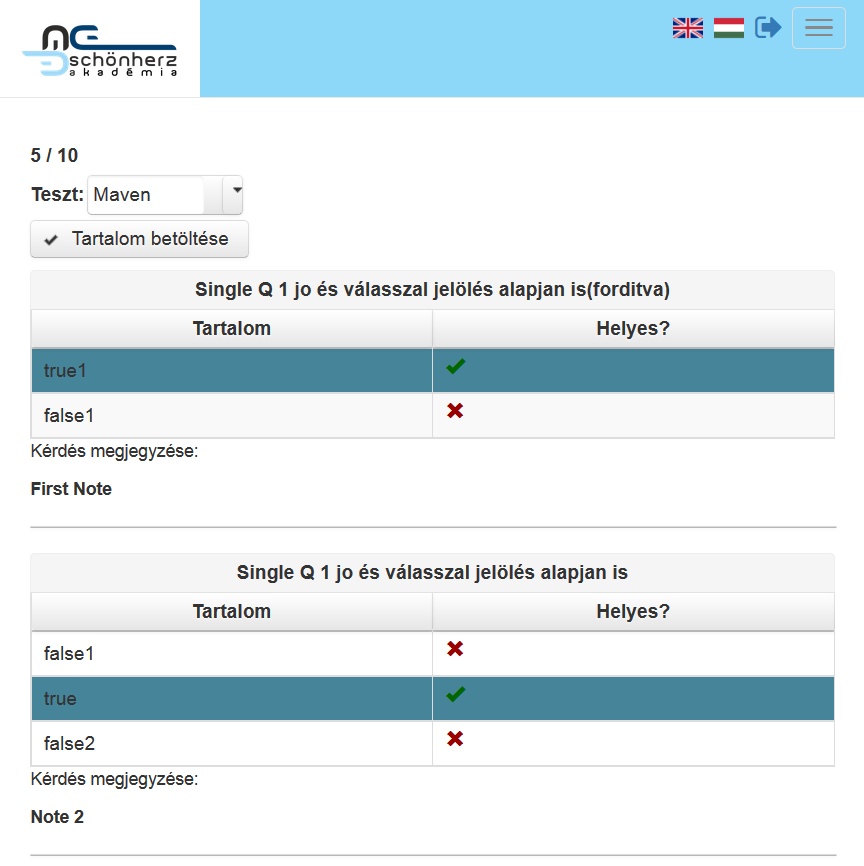 schönherz
akadémia
5 / 10
Teszt: Maven
Tartalom betöltése
Single Q 1 jo és válasszal jelölés alapjan is(forditva)
Tartalom Helyes?
true1
false1
Kérdés megjegyzése:
First Note
Single Q 1 jo és válasszal jelölés alapjan is
Tartalom Helyes?
false1
true
false2
Kérdés megjegyzése:
Note 2